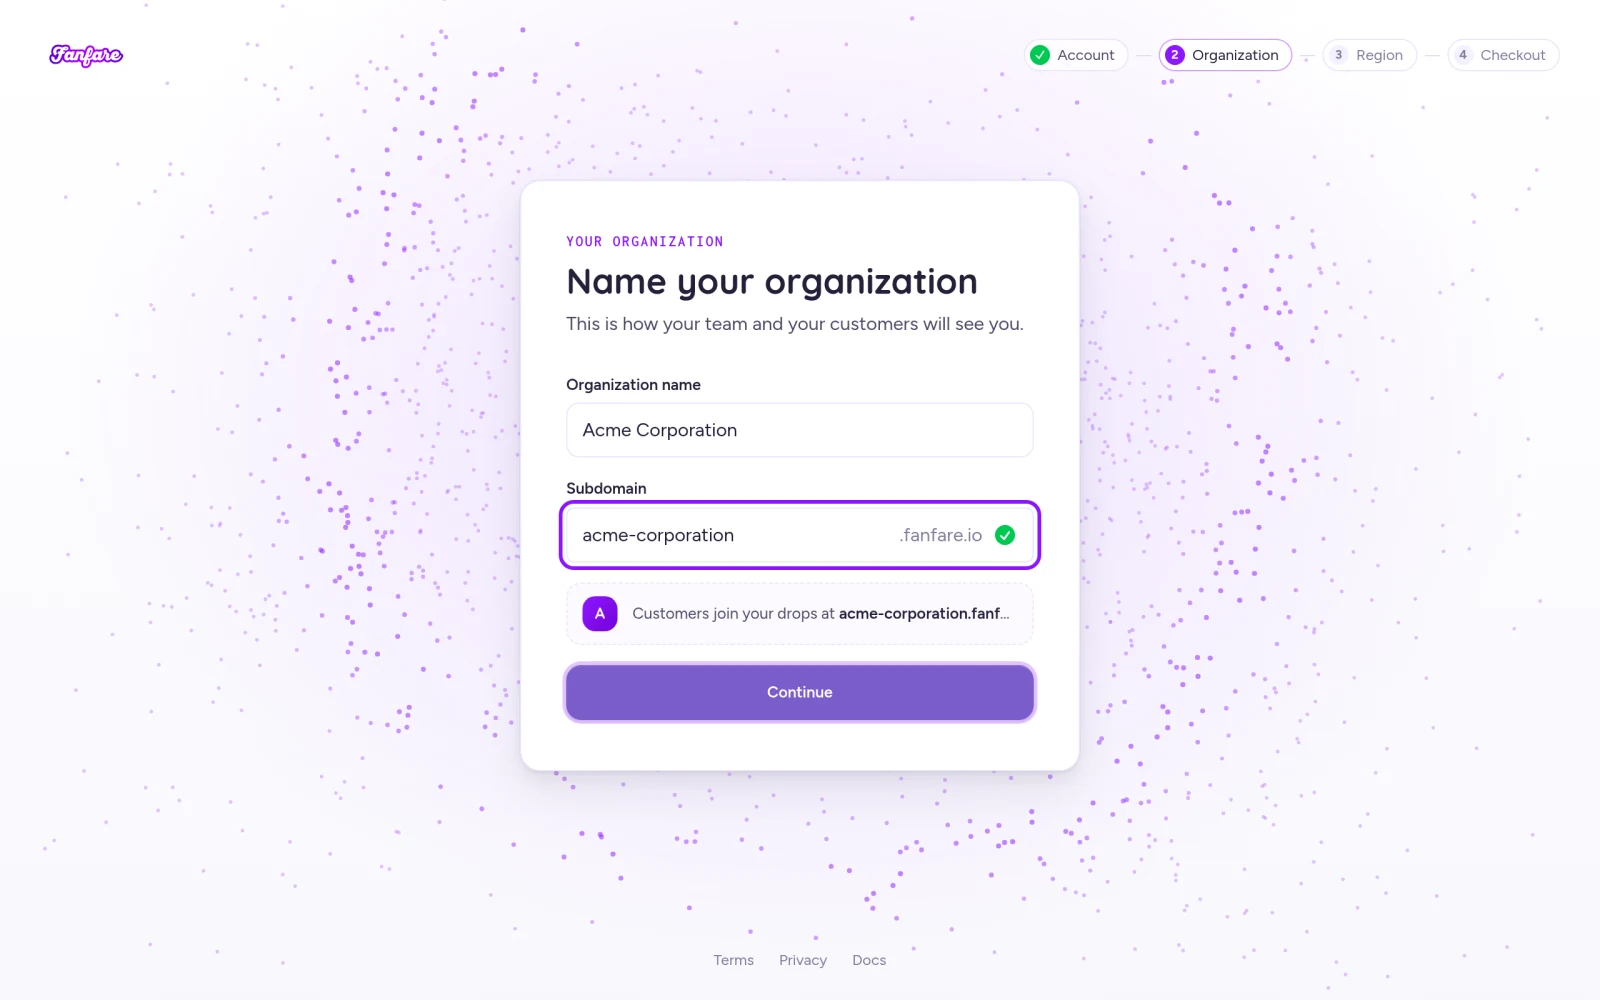 Fanfare
Account
2 Organization
3 Region
4 Checkout
YOUR ORGANIZATION
Name your organization
This is how your team and your customers will see you.
Organization name
Acme Corporation
Subdomain
acme-corporation .fanfare.io
A Customers join your drops at acme-corporation.fanf...
Continue
Terms Privacy Docs